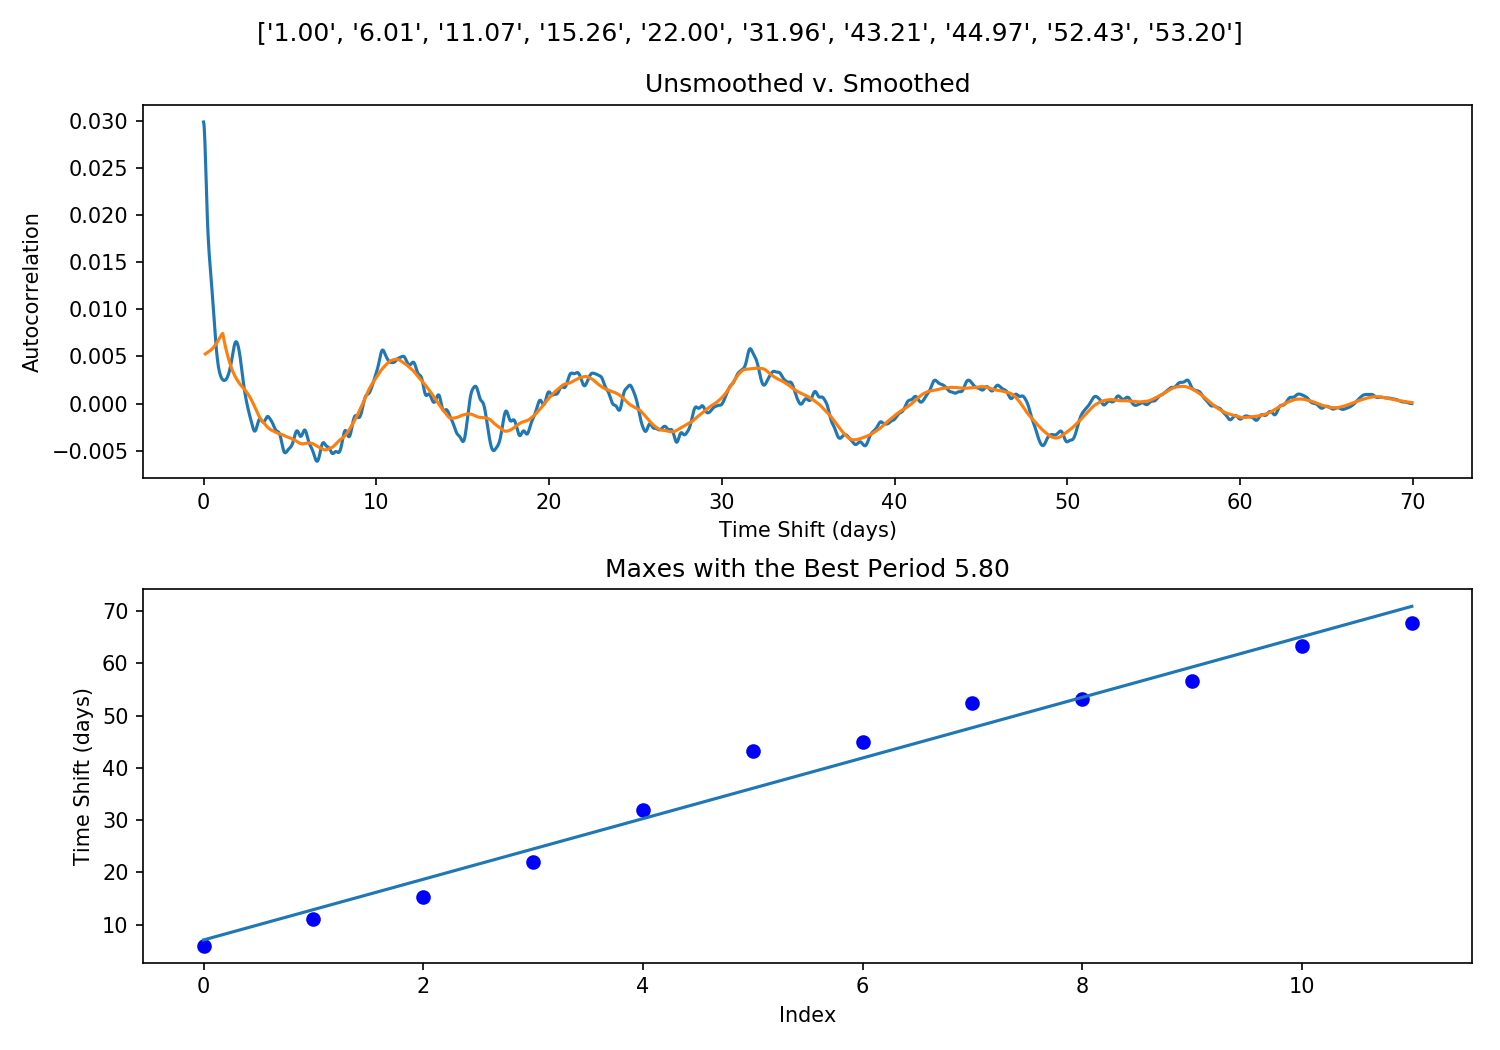 ['1.00', '6.01', '11.07', '15.26', '22.00', '31.96', '43.21', '44.97', '52.43', '53.20']
Unsmoothed v. Smoothed
0.030
0.025
0.020
0.015
0.010
0.005
0.000
−0.005
Autocorrelation
0 10 20 30 40 50 60 70
Time Shift (days)
Maxes with the Best Period 5.80
70
60
50
40
30
20
10
Time Shift (days)
0 2 4 6 8 10
Index